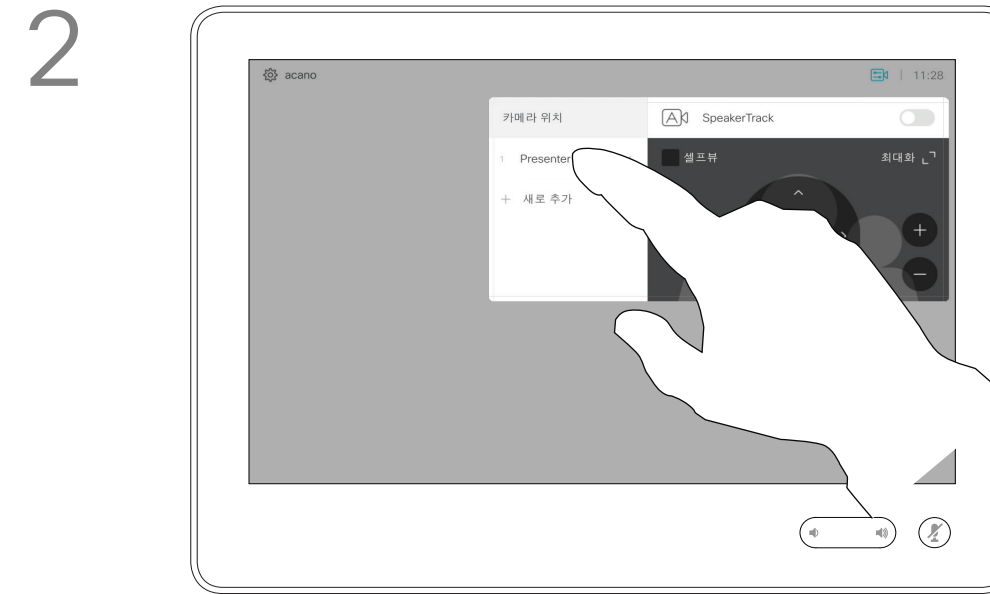 2
acano
11:28
카메라 위치
SpeakerTrack
1 Presenter
셀프뷰
최대화
+ 새로 추가